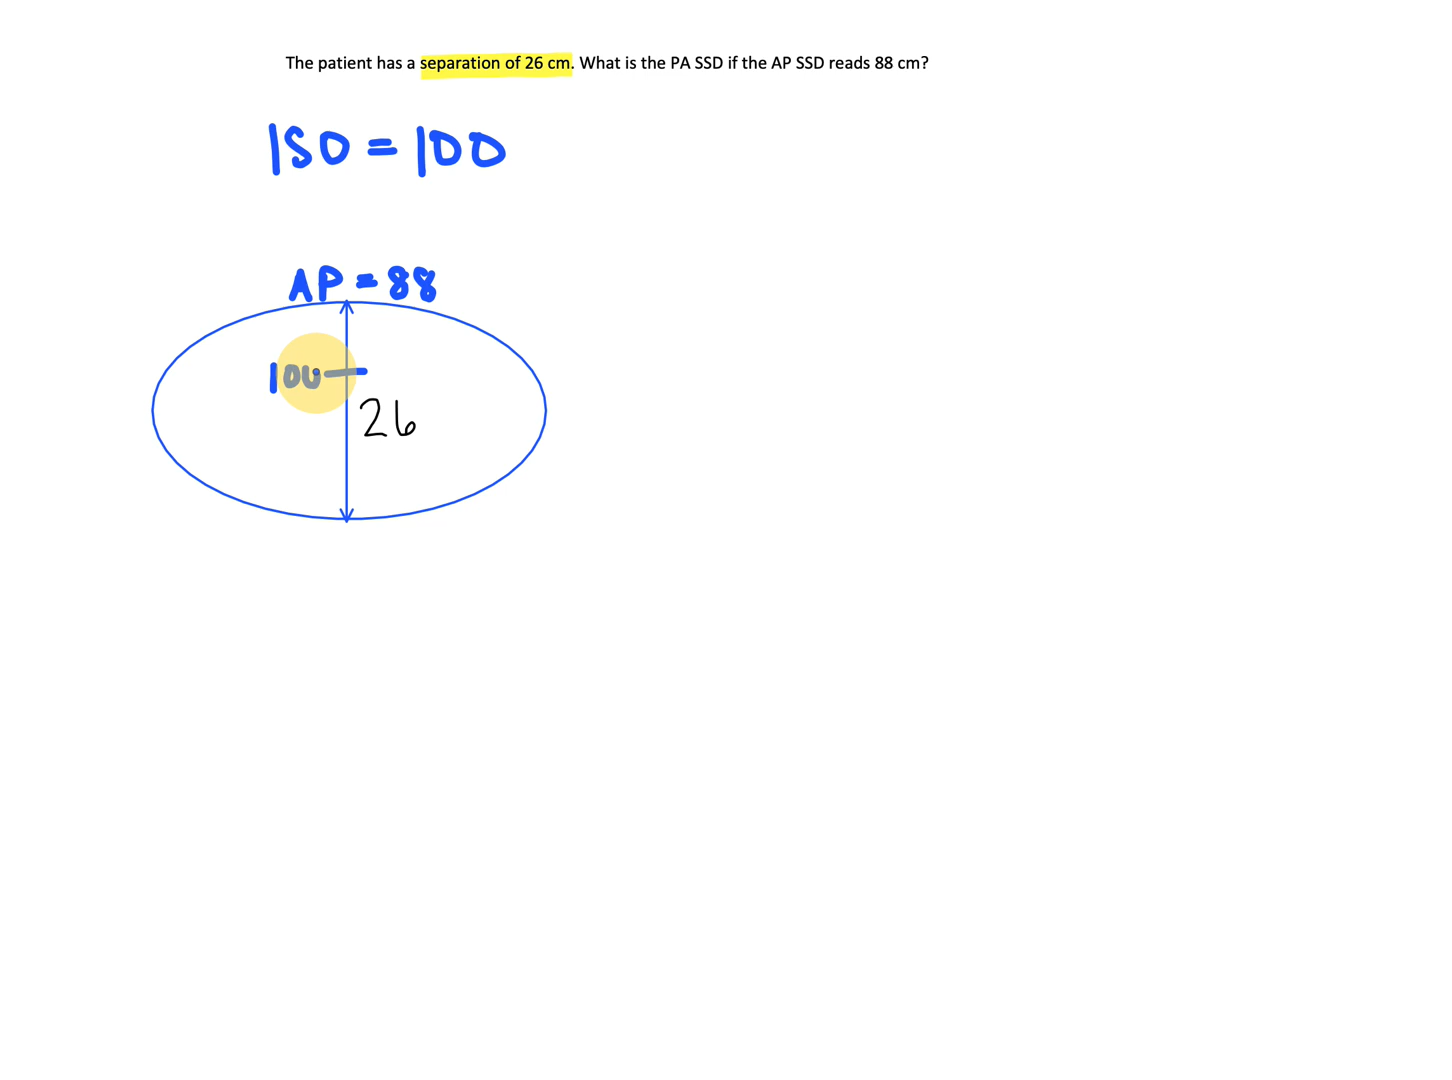 The patient has a separation of 26 cm. What is the PA SSD if the AP SSD reads 88 cm?
ISO = 100
AP = 88
100
26